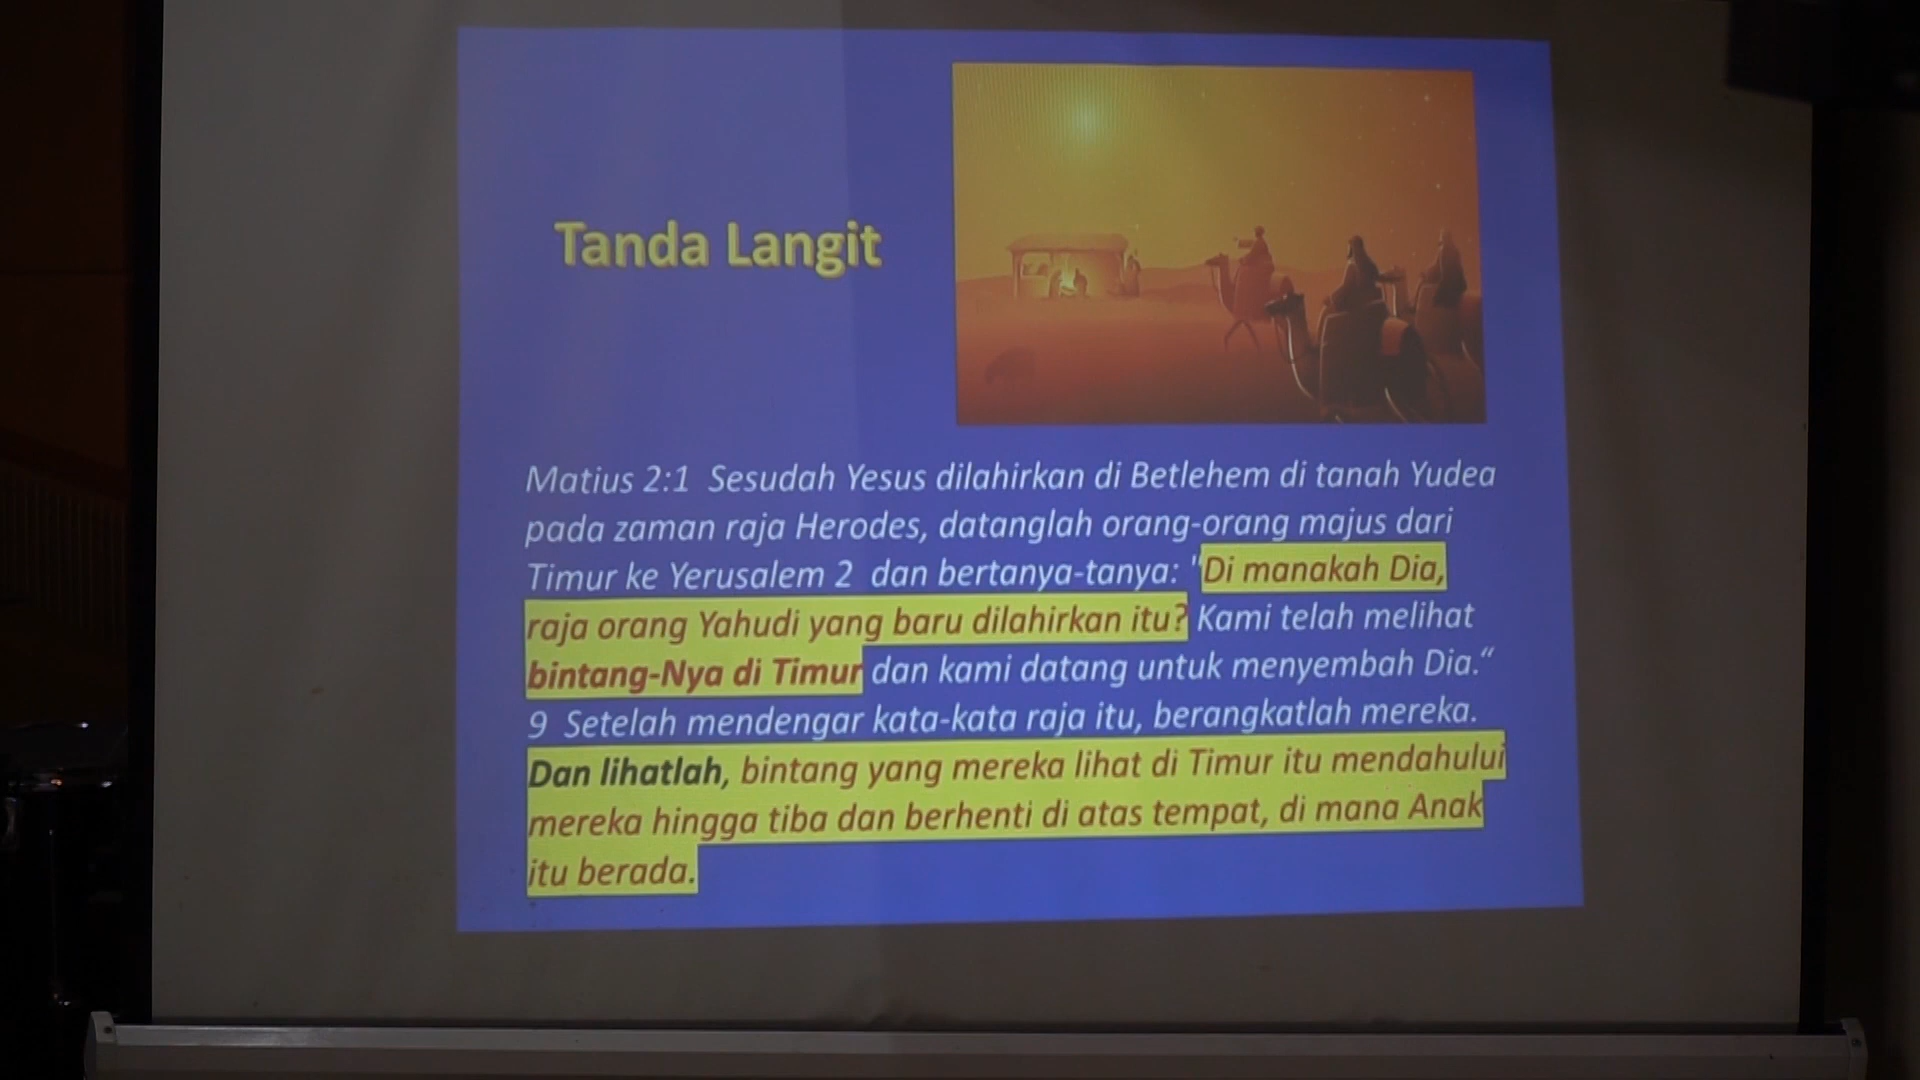 Tanda Langit
Matius 2:1 Sesudah Yesus dilahirkan di Betlehem di tanah Yudea
pada zaman raja Herodes, datanglah orang-orang majus dari
Timur ke Yerusalem 2 dan bertanya-tanya: "Di manakah Dia,
raja orang Yahudi yang baru dilahirkan itu? Kami telah melihat
bintang-Nya di Timur dan kami datang untuk menyembah Dia.“
9 Setelah mendengar kata-kata raja itu, berangkatlah mereka.
Dan lihatlah, bintang yang mereka lihat di Timur itu mendahului
mereka hingga tiba dan berhenti di atas tempat, di mana Anak
itu berada.